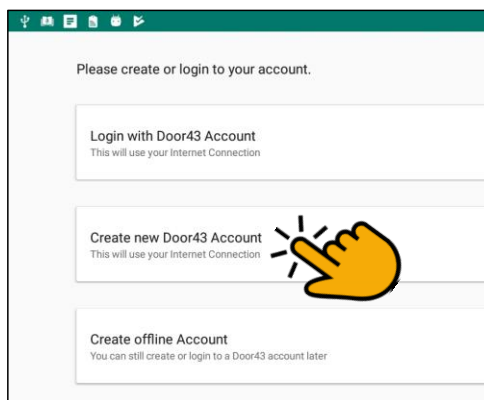 Please create or login to your account.
Login with Door43 Account
This will use your Internet Connection
Create new Door43 Account
This will use your Internet Connection
Create offline Account
You can still create or login to a Door43 account later